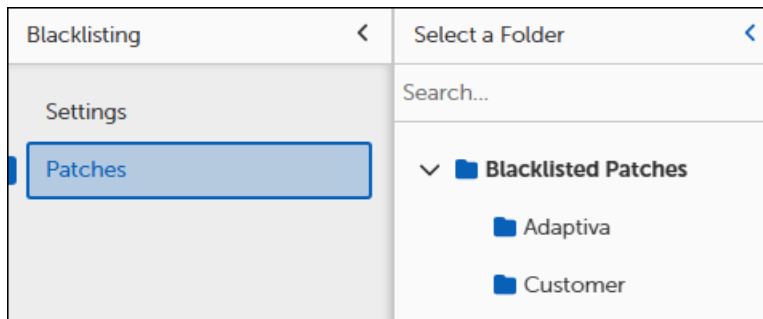 Blacklisting
Settings
Patches
Select a Folder
Search...
Blacklisted Patches
Adaptiva
Customer